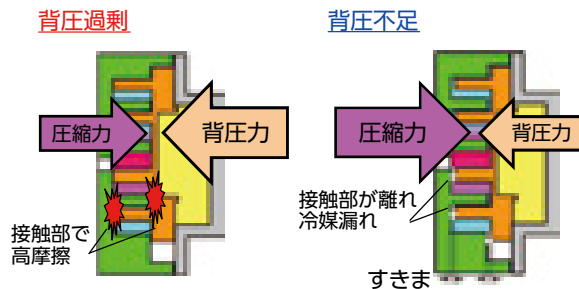 背圧過剰
圧縮力
背圧力
接触部で
高摩擦
背圧不足
圧縮力
背圧力
接触部が離れ
冷媒漏れ
すきま